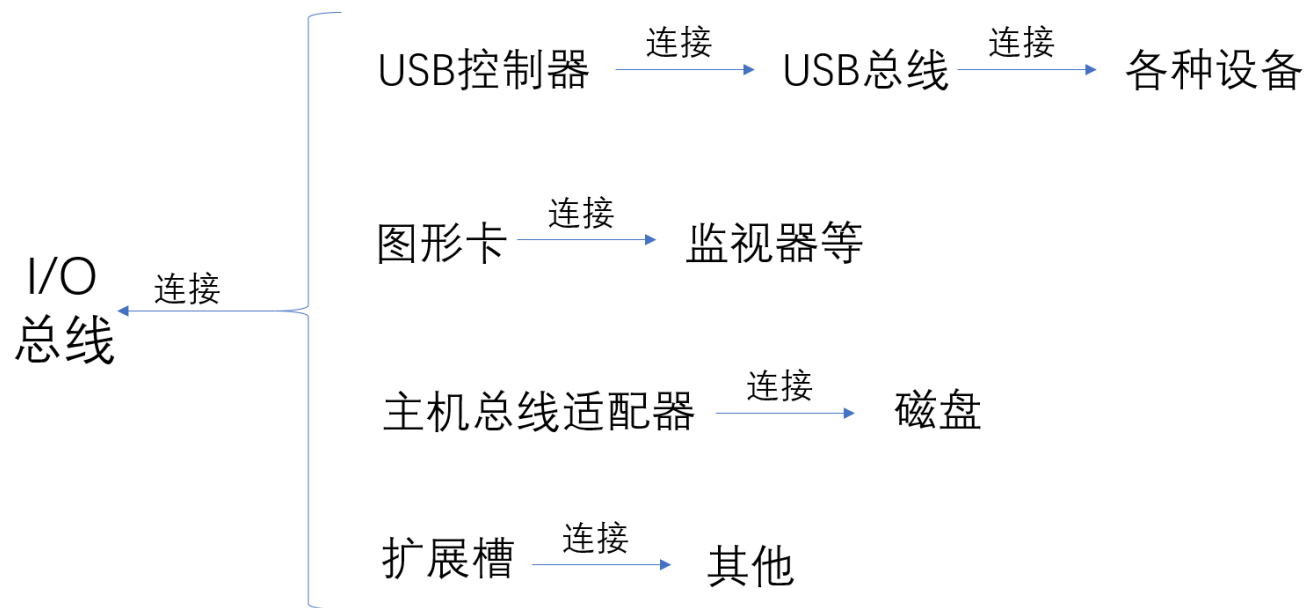 连接
连接
USB控制器
USB总线
各种设备
连接
图形卡
监视器等
I/O
总线
连接
连接
主机总线适配器
磁盘
连接
扩展槽
其他